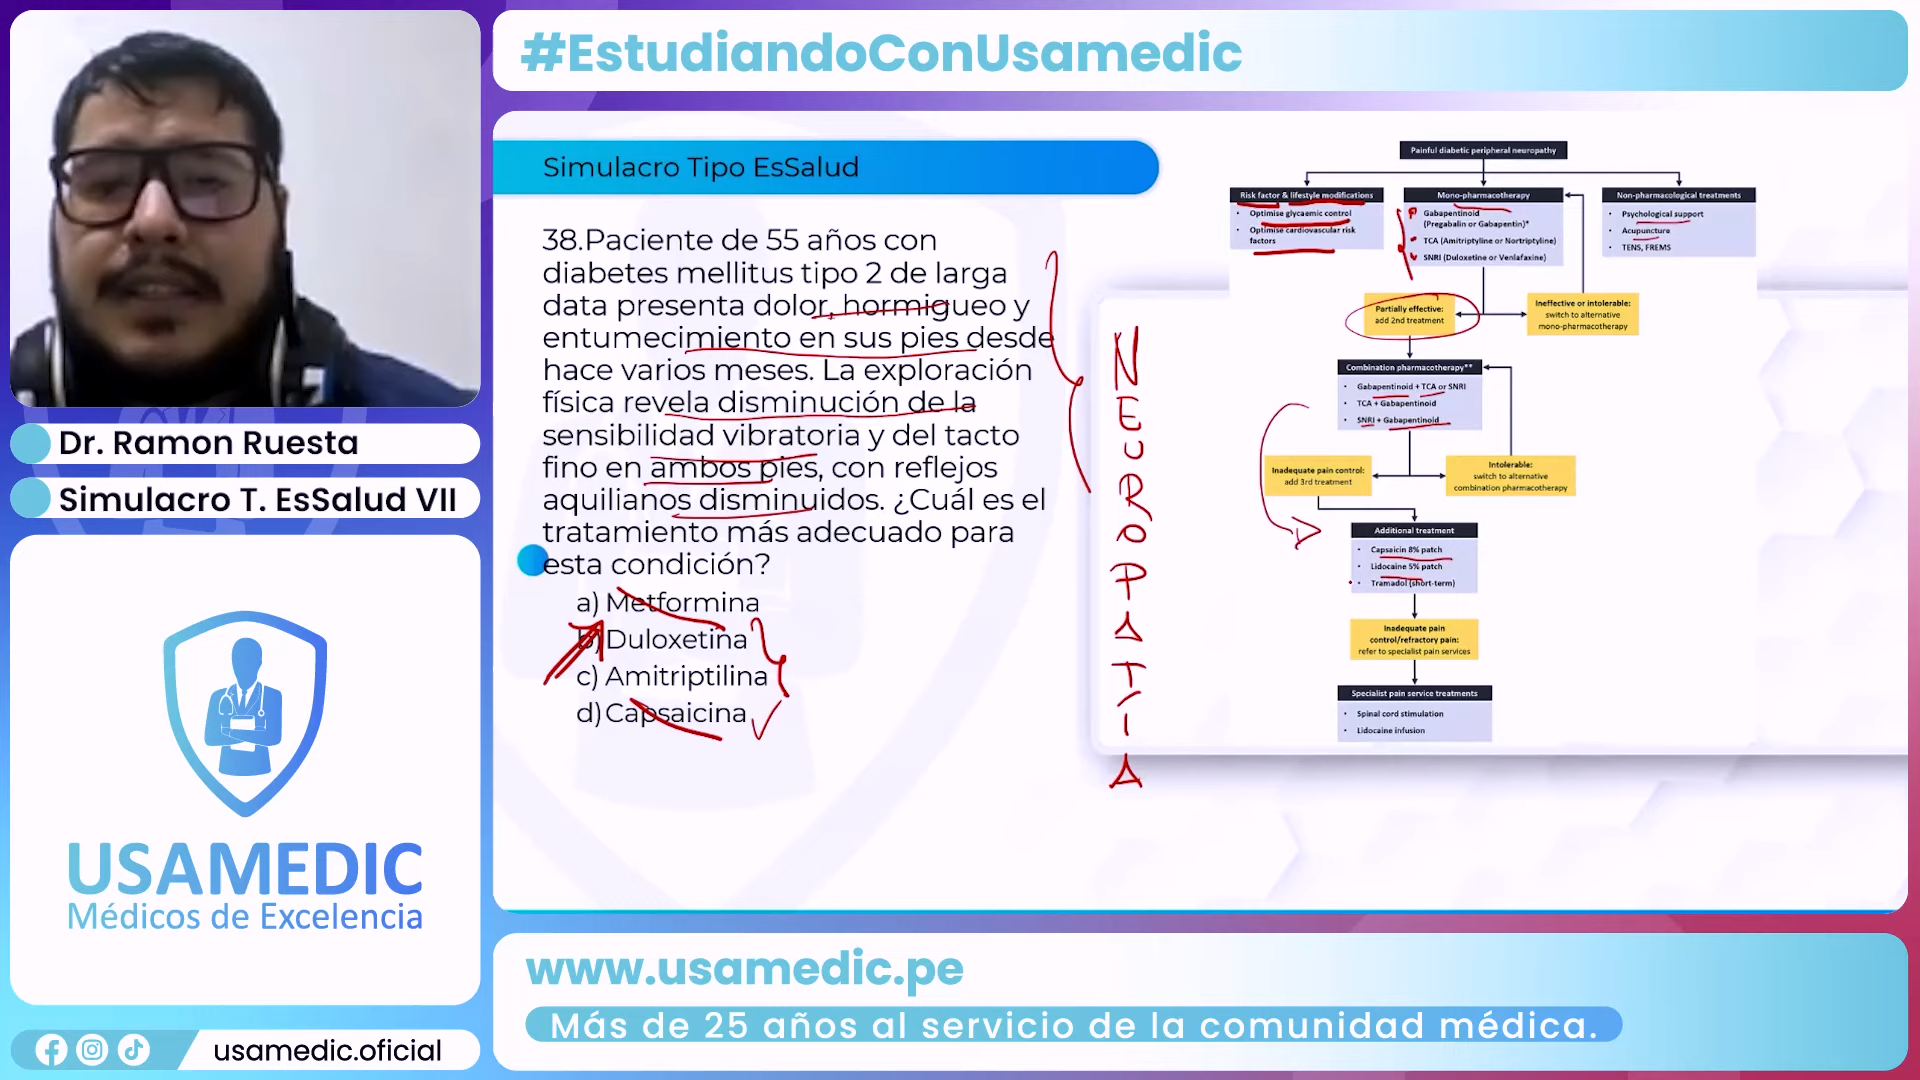 #EstudiandoConUsamedic
Simulacro Tipo EsSalud
38.Paciente de 55 años con
diabetes mellitus tipo 2 de larga
data presenta dolor, hormigueo y
entumecimiento en sus pies desde
hace varios meses. La exploración
física revela disminución de la
sensibilidad vibratoria y del tacto
fino en ambos pies, con reflejos
aquilianos disminuidos. ¿Cuál es el
tratamiento más adecuado para
esta condición?
a) Metformina
b) Duloxetina
c) Amitriptilina
d) Capsaicina
NEUROPATÍA
Painful diabetic peripheral neuropathy
Risk factor & lifestyle modifications
• Optimise glycaemic control
• Optimise cardiovascular risk
factors
Mono-pharmacotherapy
Gabapentinoid
(Pregabalin or Gabapentin)*
• TCA (Amitriptyline or Nortriptyline)
SNRI (Duloxetine or Venlafaxine)
Non-pharmacological treatments
• Psychological support
• Acupuncture
• TENS, FREMS
Partially effective:
add 2nd treatment
Ineffective or intolerable:
switch to alternative
mono-pharmacotherapy
Combination pharmacotherapy**
• Gabapentinoid + TCA or SNRI
• TCA + Gabapentinoid
• SNRI + Gabapentinoid
Inadequate pain control:
add 3rd treatment
Intolerable:
switch to alternative
combination pharmacotherapy
Additional treatment
• Capsaicin 8% patch
• Lidocaine 5% patch
• Tramadol (short-term)
Inadequate pain
control/refractory pain:
refer to specialist pain services
Specialist pain service treatments
• Spinal cord stimulation
• Lidocaine infusion
Dr. Ramon Ruesta
Simulacro T. EsSalud VII
USAMEDIC
Médicos de Excelencia
usamedic.oficial
www.usamedic.pe
Más de 25 años al servicio de la comunidad médica.